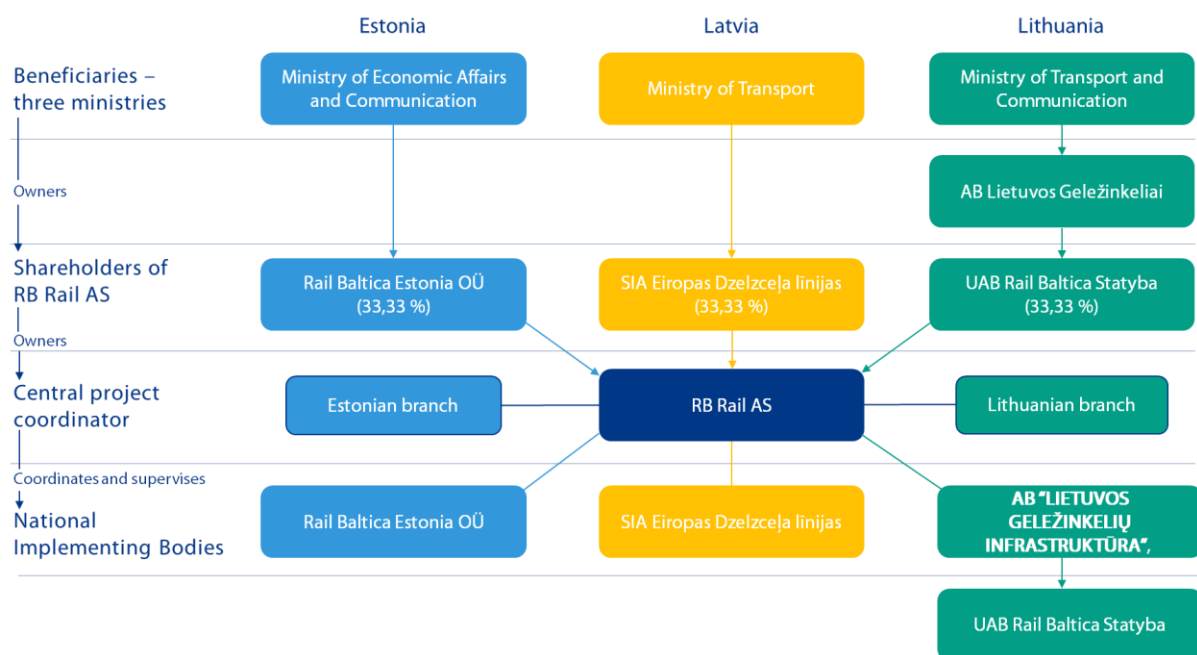 Estonia
Latvia
Lithuania
Beneficiaries –
three ministries
Ministry of Economic Affairs
and Communication
Ministry of Transport
Ministry of Transport and
Communication
Owners
AB Lietuvos Geležinkeliai
Shareholders of
RB Rail AS
Rail Baltica Estonia OÜ
(33,33 %)
SIA Eiropas Dzelzceļa līnijas
(33,33 %)
UAB Rail Baltica Statyba
(33,33 %)
Owners
Central project
coordinator
Estonian branch
RB Rail AS
Lithuanian branch
Coordinates and supervises
National
Implementing Bodies
Rail Baltica Estonia OÜ
SIA Eiropas Dzelzceļa līnijas
AB “LIETUVOS
GELEŽINKELIŲ
INFRASTRUKTŪRA”,
UAB Rail Baltica Statyba